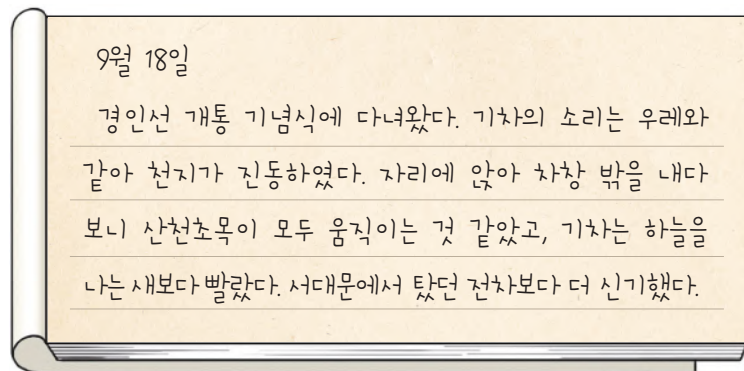 9월 18일
경인선 개통 기념식에 다녀왔다. 기차의 소리는 우레와
같아 천지가 진동하였다. 자리에 앉아 차창 밖을 내다
보니 산천초목이 모두 움직이는 것 같았고, 기차는 하늘을
나는 새보다 빨랐다. 서대문에서 탔던 전차보다 더 신기했다.